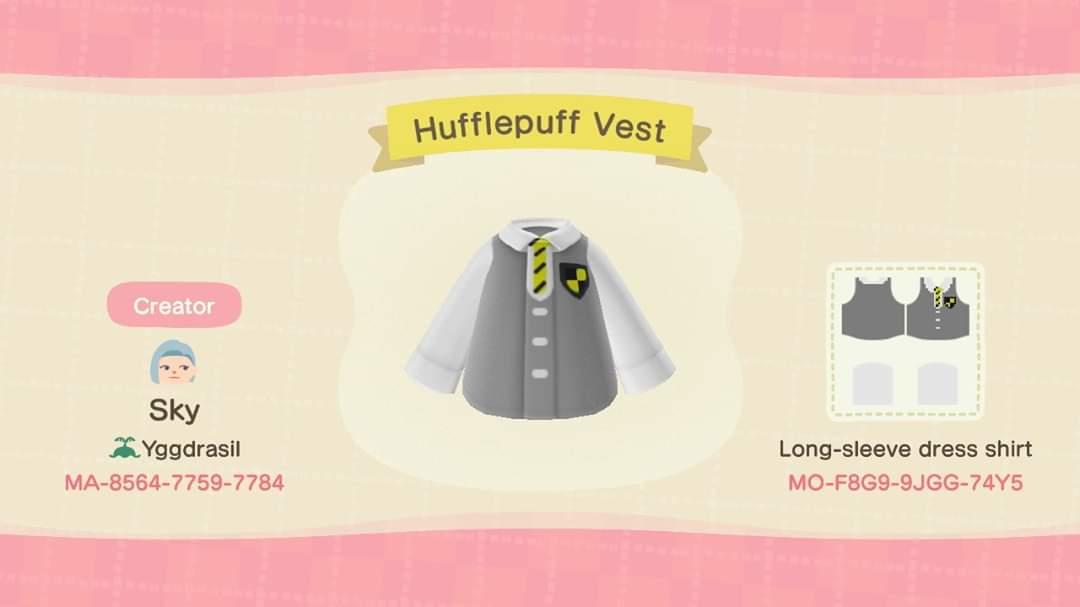 Hufflepuff Vest
Creator
Sky
Yggdrasil
MA-8564-7759-7784
Long-sleeve dress shirt
MO-F8G9-9JGG-74Y5